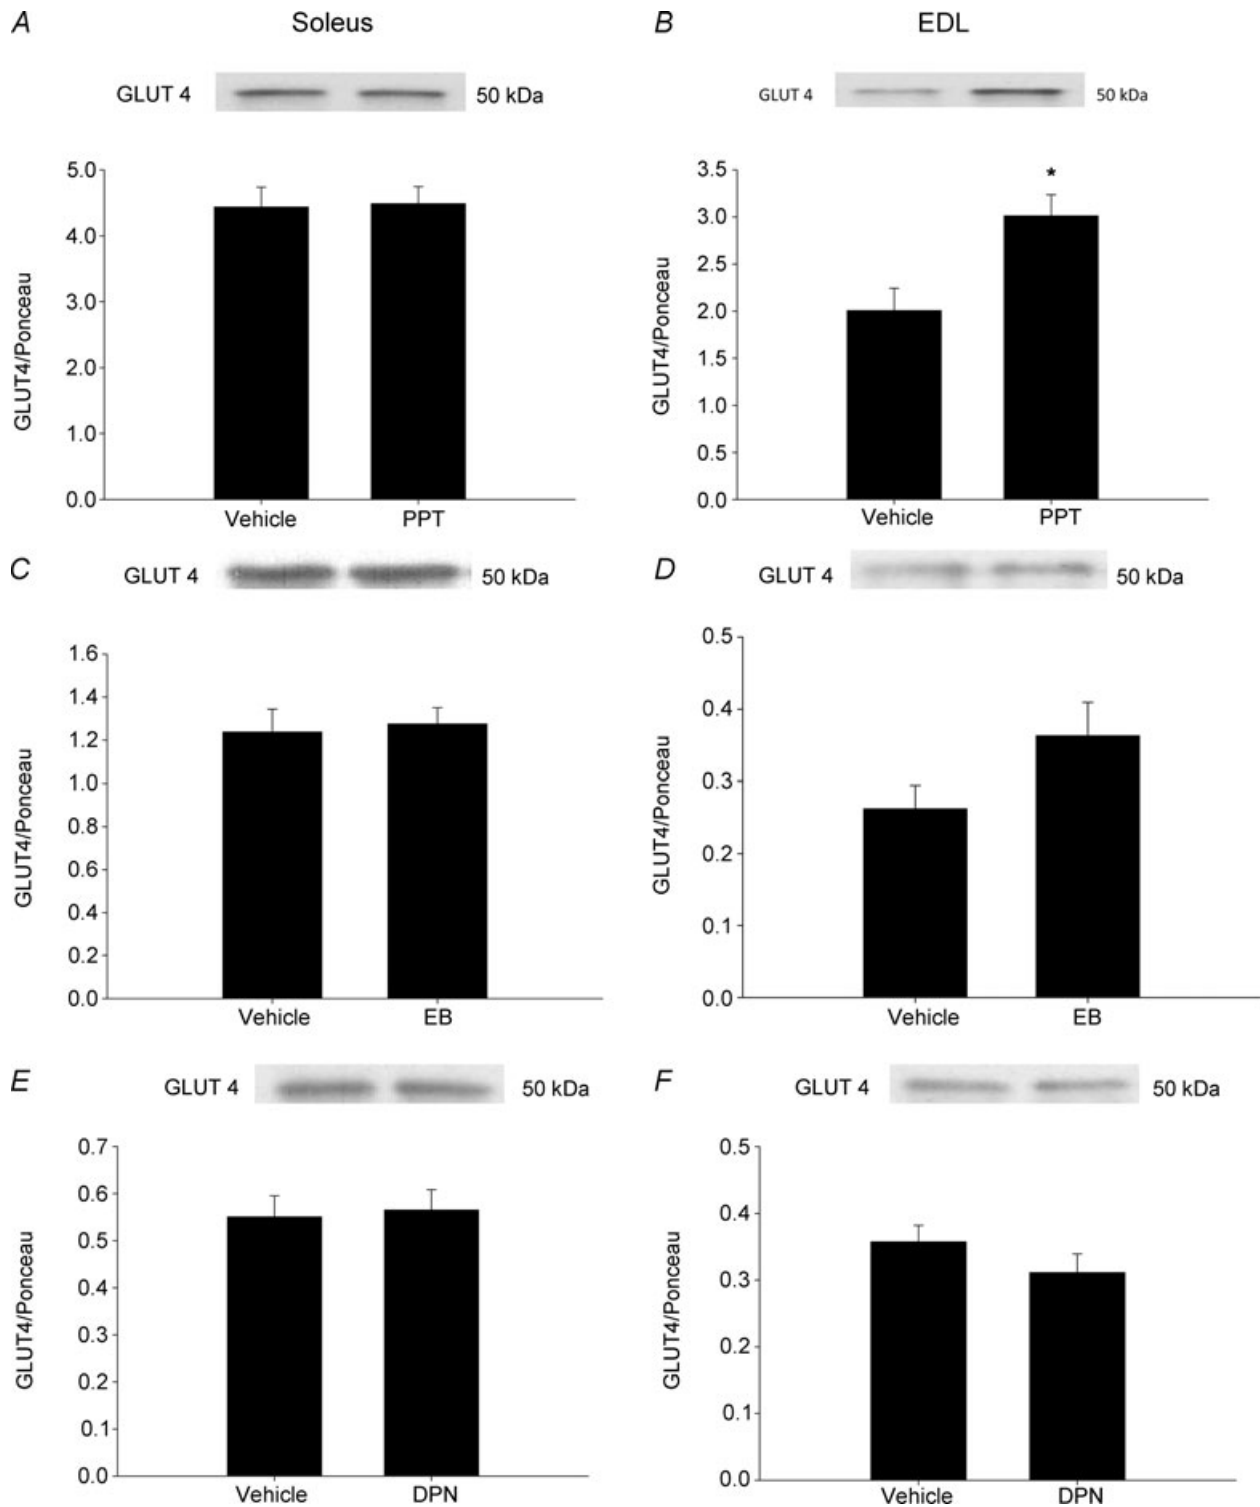 A Soleus
GLUT 4 50 kDa
GLUT4/Ponceau
5.0
4.0
3.0
2.0
1.0
0.0
Vehicle PPT
B EDL
GLUT 4 50 kDa
GLUT4/Ponceau
3.5
3.0
2.5
2.0
1.5
1.0
0.5
0.0
*
Vehicle PPT
C
GLUT 4 50 kDa
GLUT4/Ponceau
1.6
1.4
1.2
1.0
0.8
0.6
0.4
0.2
0.0
Vehicle EB
D
GLUT 4 50 kDa
GLUT4/Ponceau
0.5
0.4
0.3
0.2
0.1
0.0
Vehicle EB
E
GLUT 4 50 kDa
GLUT4/Ponceau
0.7
0.6
0.5
0.4
0.3
0.2
0.1
0.0
Vehicle DPN
F
GLUT 4 50 kDa
GLUT4/Ponceau
0.5
0.4
0.3
0.2
0.1
0.0
Vehicle DPN